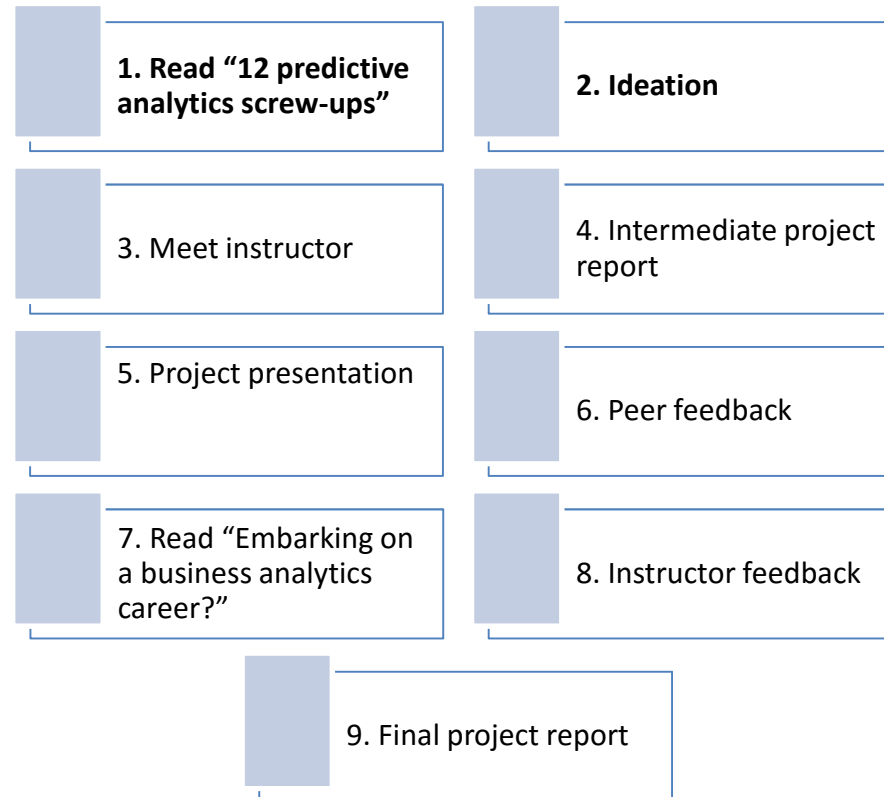 1. Read “12 predictive
analytics screw-ups”
2. Ideation
3. Meet instructor
4. Intermediate project
report
5. Project presentation
6. Peer feedback
7. Read “Embarking on
a business analytics
career?”
8. Instructor feedback
9. Final project report